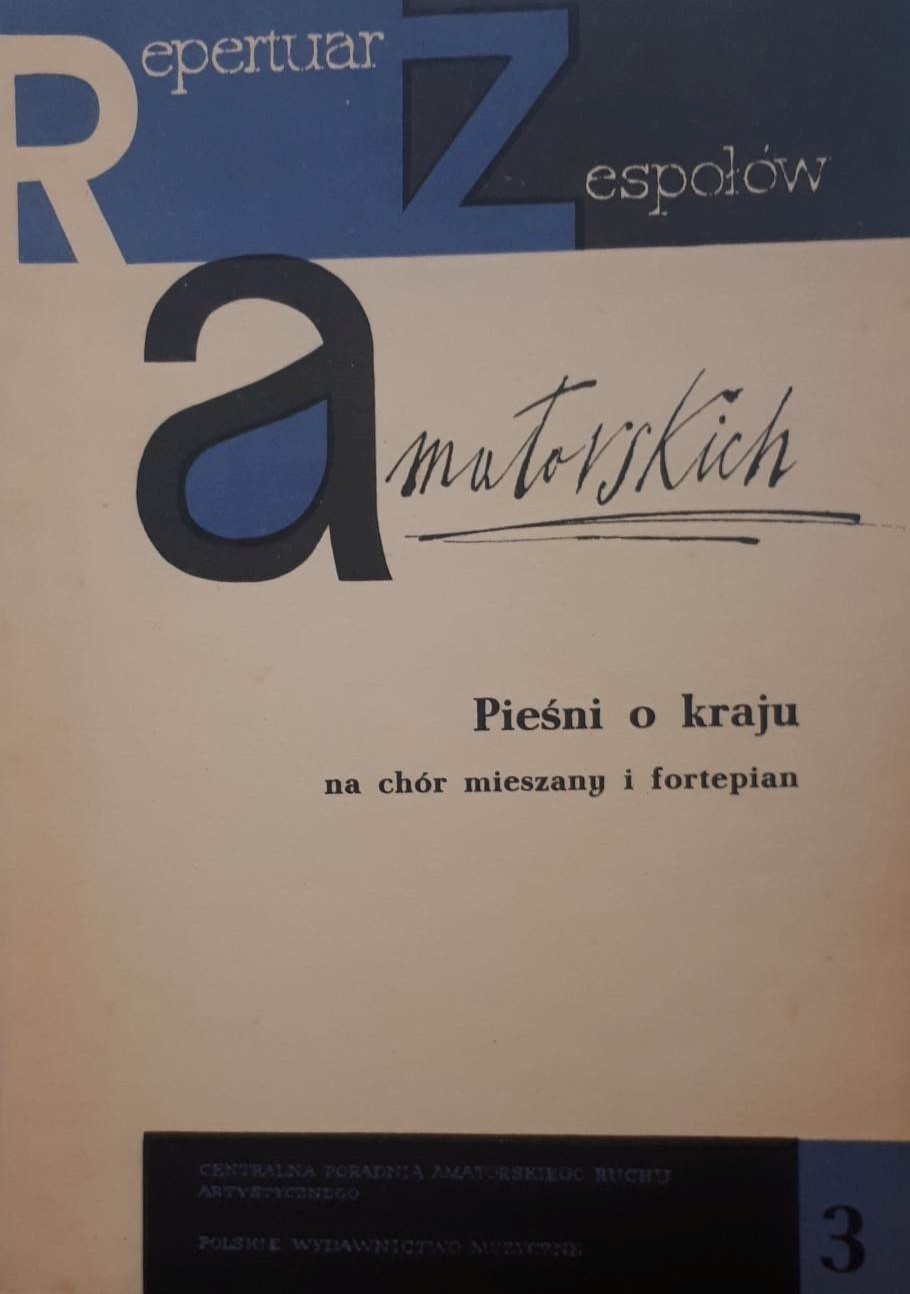 Repertuar
Zespołów
amatorskich
Pieśni o kraju
na chór mieszany i fortepian
CENTRALNA PORADNIA AMATORSKIEGO RUCHU
ARTYSTYCZNEGO
POLSKIE WYDAWNICTWO MUZYCZNE
3